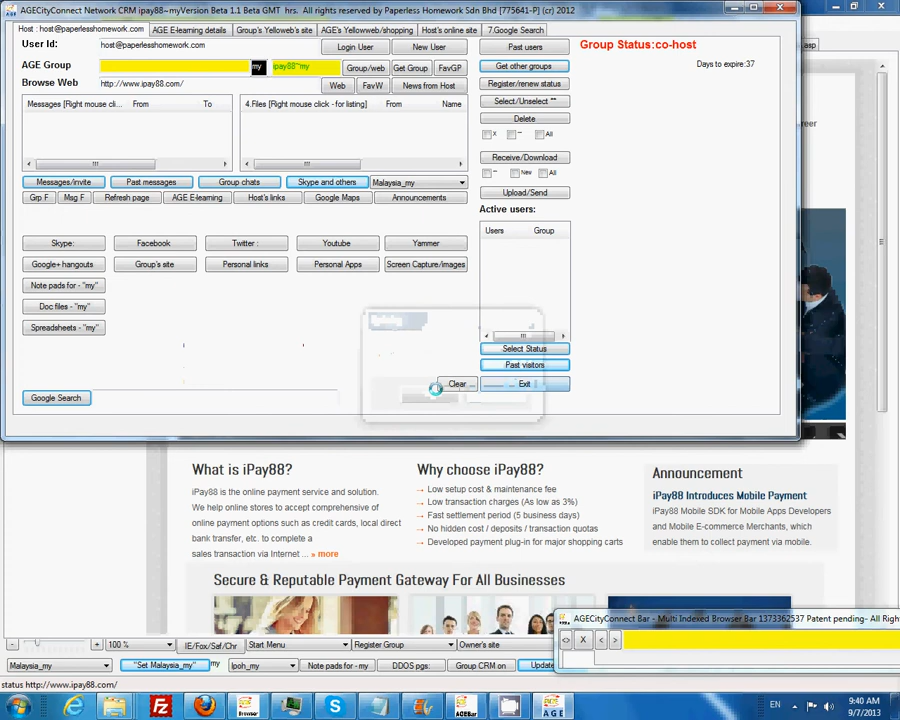 AGECityConnect Network CRM ipay88~myVersion Beta 1.1 Beta GMT hrs. All rights reserved by Paperless Homework Sdn Bhd [775641-P] (cr) 2012
Host : host@paperlesshomework.com AGE E-learning details Group's Yelloweb's site AGE's Yellowweb/shopping Host's online site 7.Google Search
User Id: host@paperlesshomework.com Login User New User Past users Group Status:co-host
AGE Group my ipay88~my Group/web Get Group FavGP Get other groups Days to expire:37
Browse Web http://www.ipay88.com/ Web FavW News from Host Register/renew status
Messages [Right mouse cli... From To 4.Files [Right mouse click - for listing] From Name Select/Unselect "*
Delete
X All
Receive/Download
New All
Messages/invite Past messages Group chats Skype and others Malaysia_my
Upload/Send
Grp F Msg F Refresh page AGE E-learning Host's links Google Maps Announcements
Active users:
Users Group
Skype: Facebook Twitter : Youtube Yammer
Google+ hangouts Group's site Personal links Personal Apps Screen Capture/Images
Note pads for - "my"
Doc files - "my"
Spreadsheets - "my"
Select Status
Past visitors
Clear ... Exit
Google Search
What is iPay88? Why choose iPay88? Announcement
iPay88 is the online payment service and solution.
We help online stores to accept comprehensive of
online payment options such as credit cards, local direct
bank transfer, etc. to complete a
sales transaction via Internet ... » more
→ Low setup cost & maintenance fee
→ Low transaction charges (As low as 3%)
→ Fast settlement period (5 business days)
→ No hidden cost / deposits / transaction quotas
→ Developed payment plug-in for major shopping carts
iPay88 Introduces Mobile Payment
iPay88 Mobile SDK for Mobile Apps Developers
and Mobile E-commerce Merchants, which
enable them to collect payment via mobile.
Secure & Reputable Payment Gateway For All Businesses
AGECityConnect Bar - Multi Indexed Browser Bar 1373362537 Patent pending- All Righ
<> X < >
- + 100 % IE/Fox/Saf/Chr Start Menu Register Group Owner's site
Malaysia_my "Set Malaysia_my" my Ipoh_my Note pads for - my DDOS pgs: Group CRM on Update
status http://www.ipay88.com/
EN 9:40 AM
9/7/2013